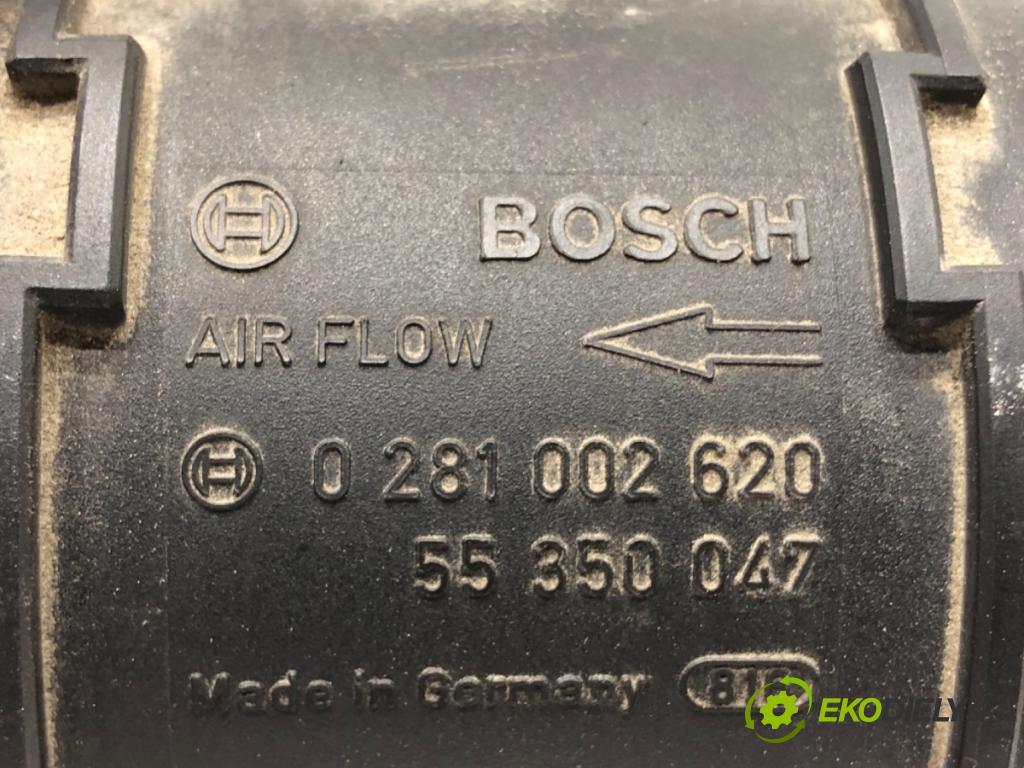 BOSCH
AIR FLOW
0 281 002 620
55 350 047
Made in Germany
EKODIELY